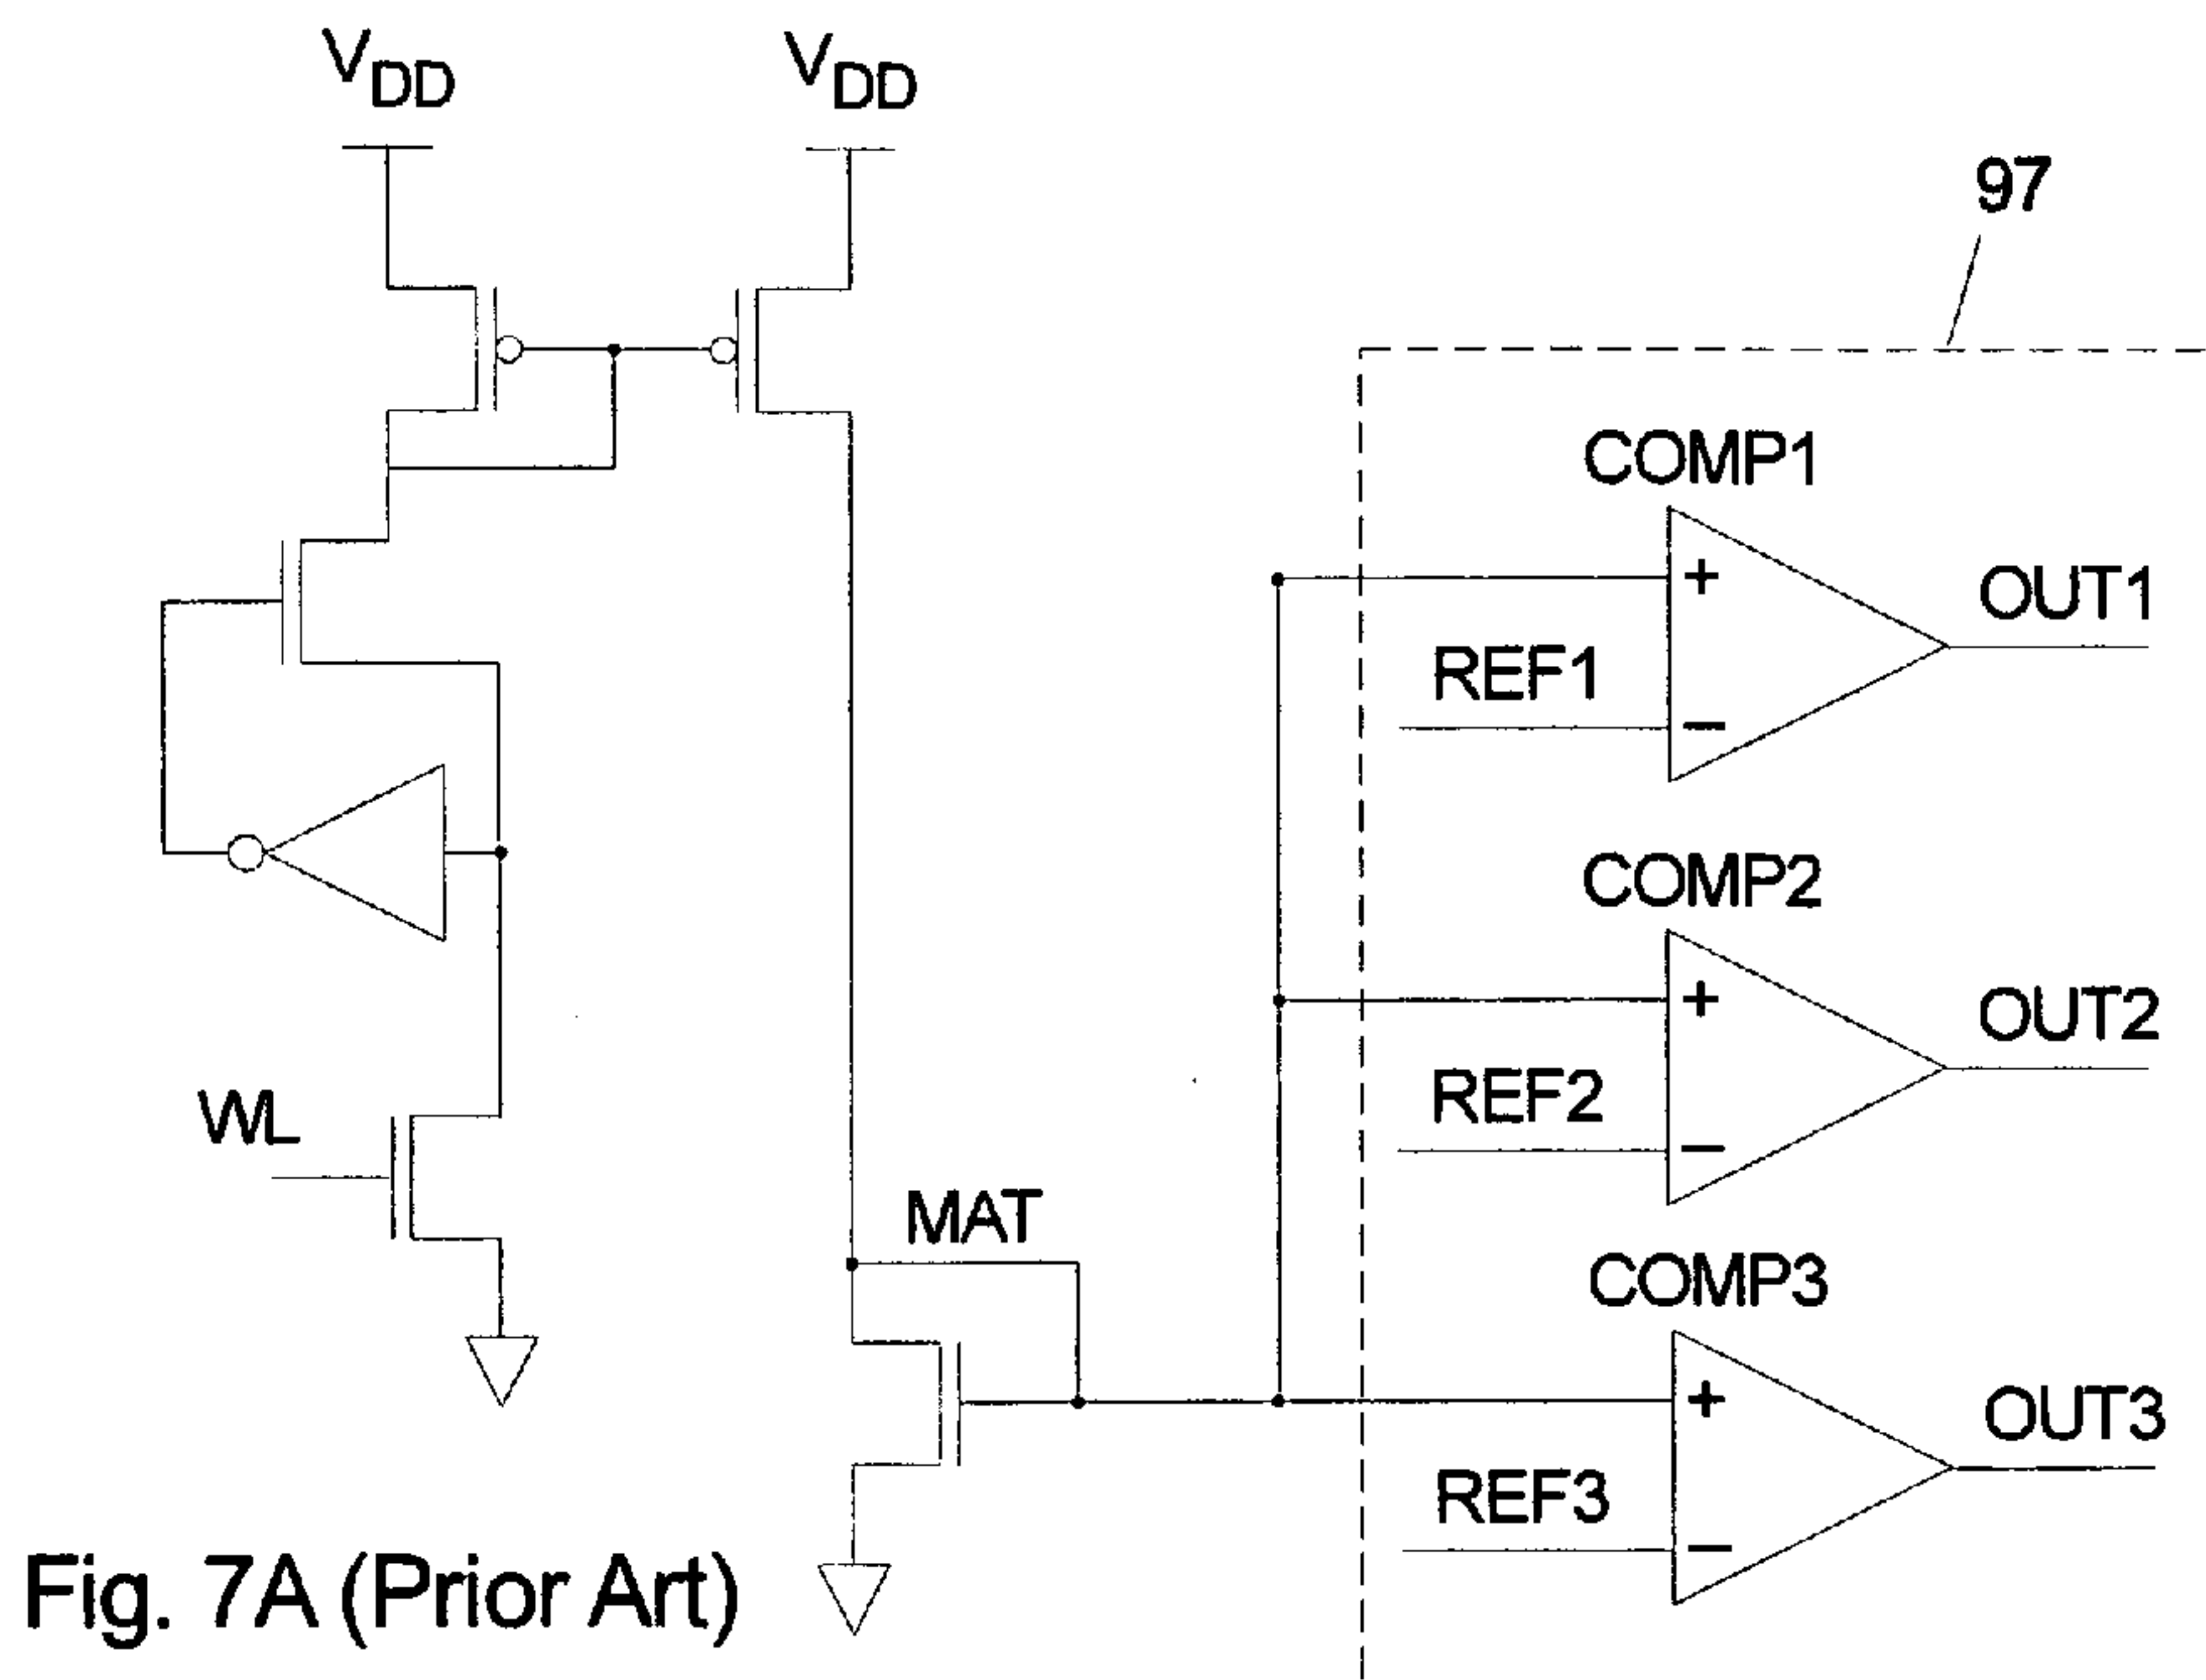 VDD
VDD
97
COMP1
+
OUT1
REF1
−
COMP2
+
OUT2
REF2
−
WL
MAT
COMP3
+
OUT3
REF3
−
Fig. 7A (Prior Art)